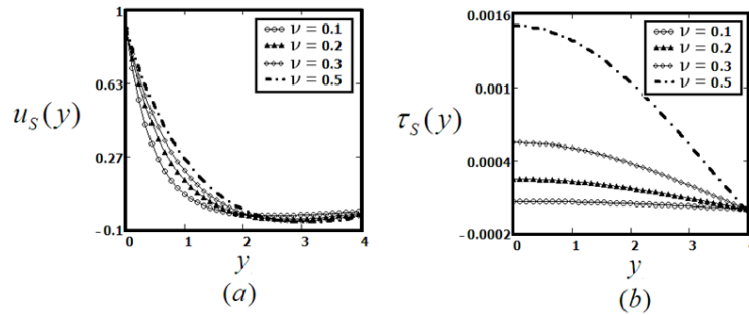 1
0.63
0.27
-0.1
u_S(y)
ν = 0.1
ν = 0.2
ν = 0.3
ν = 0.5
0 1 2 3 4
y
(a)
0.0016
0.001
0.0004
-0.0002
τ_S(y)
ν = 0.1
ν = 0.2
ν = 0.3
ν = 0.5
0 1 2 3 4
y
(b)